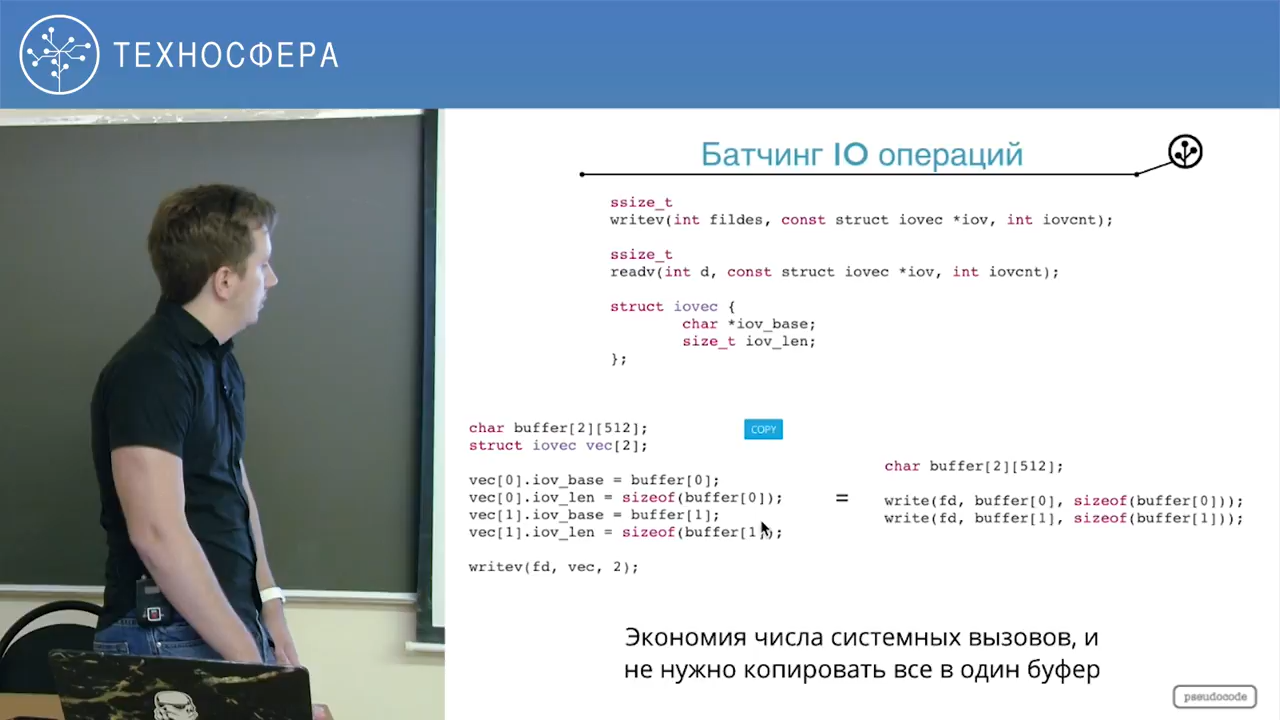 ТЕХНОСФЕРА
Батчинг IO операций
ssize_t
writev(int fildes, const struct iovec *iov, int iovcnt);
ssize_t
readv(int d, const struct iovec *iov, int iovcnt);
struct iovec {
char *iov_base;
size_t iov_len;
};
char buffer[2][512];
struct iovec vec[2];
vec[0].iov_base = buffer[0];
vec[0].iov_len = sizeof(buffer[0]);
vec[1].iov_base = buffer[1];
vec[1].iov_len = sizeof(buffer[1]);
writev(fd, vec, 2);
COPY
=
char buffer[2][512];
write(fd, buffer[0], sizeof(buffer[0]));
write(fd, buffer[1], sizeof(buffer[1]));
Экономия числа системных вызовов, и
не нужно копировать все в один буфер
pseudocode